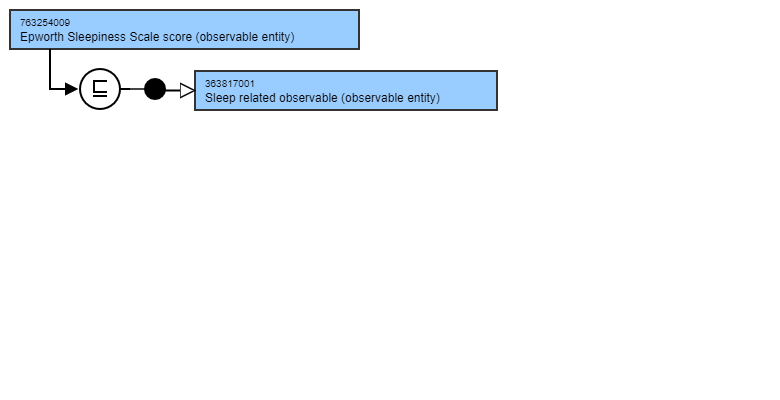 763254009
Epworth Sleepiness Scale score (observable entity)
⊑
363817001
Sleep related observable (observable entity)